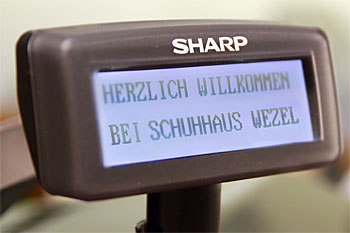 SHARP
HERZLICH WILLKOMMEN
BEI SCHUHHAUS WEZEL